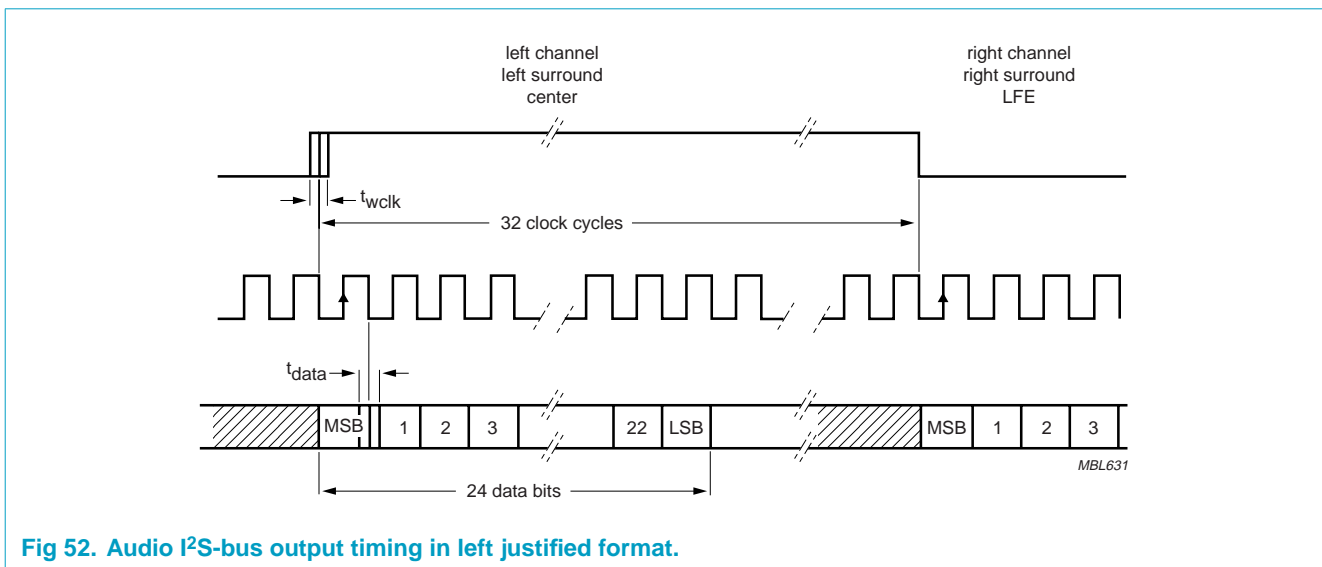 left channel
left surround
center
right channel
right surround
LFE
twclk
32 clock cycles
tdata
MSB 1 2 3 22 LSB MSB 1 2 3
MBL631
24 data bits
Fig 52. Audio I²S-bus output timing in left justified format.